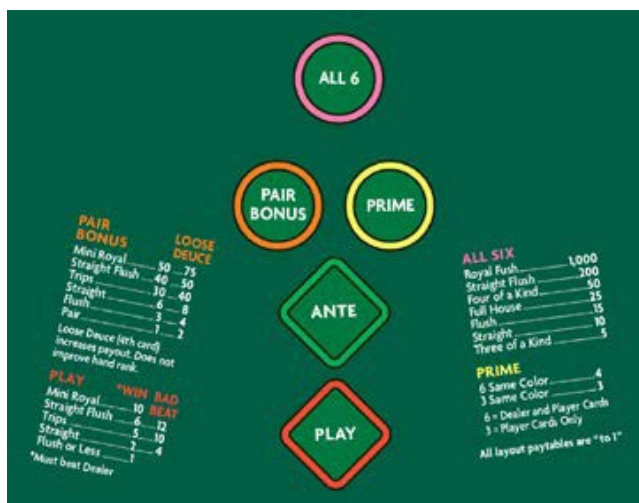 ALL 6
PAIR
BONUS
PRIME
ANTE
PLAY
PAIR
BONUS LOOSE
DEUCE
Mini Royal 50 75
Straight Flush 40 50
Trips 30 40
Straight 6 8
Flush 3 4
Pair 1 2
Loose Deuce (4th card)
increases payout. Does not
improve hand rank.
PLAY *WIN BAD
BEAT
Mini Royal 10
Straight Flush 6 12
Trips 5 10
Straight 2 4
Flush or Less 1
*Must beat Dealer
ALL SIX
Royal Fush 1,000
Straight Flush 200
Four of a Kind 50
Full House 25
Flush 15
Straight 10
Three of a Kind 5
PRIME
6 Same Color 4
3 Same Color 3
6 = Dealer and Player Cards
3 = Player Cards Only
All layout paytables are "to 1"